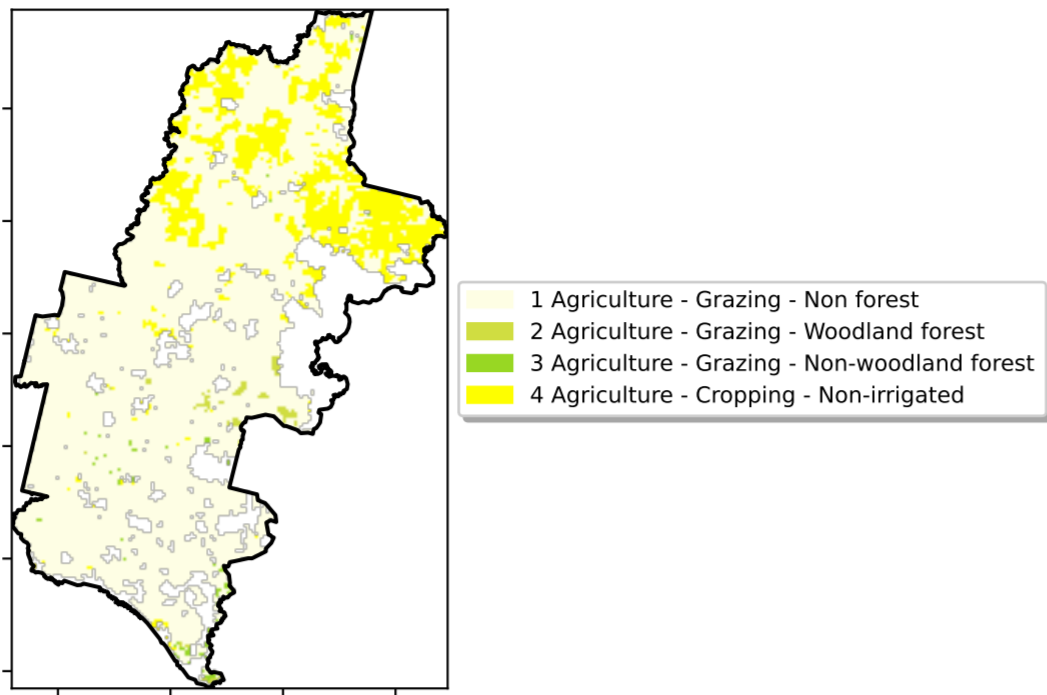 1 Agriculture - Grazing - Non forest
2 Agriculture - Grazing - Woodland forest
3 Agriculture - Grazing - Non-woodland forest
4 Agriculture - Cropping - Non-irrigated